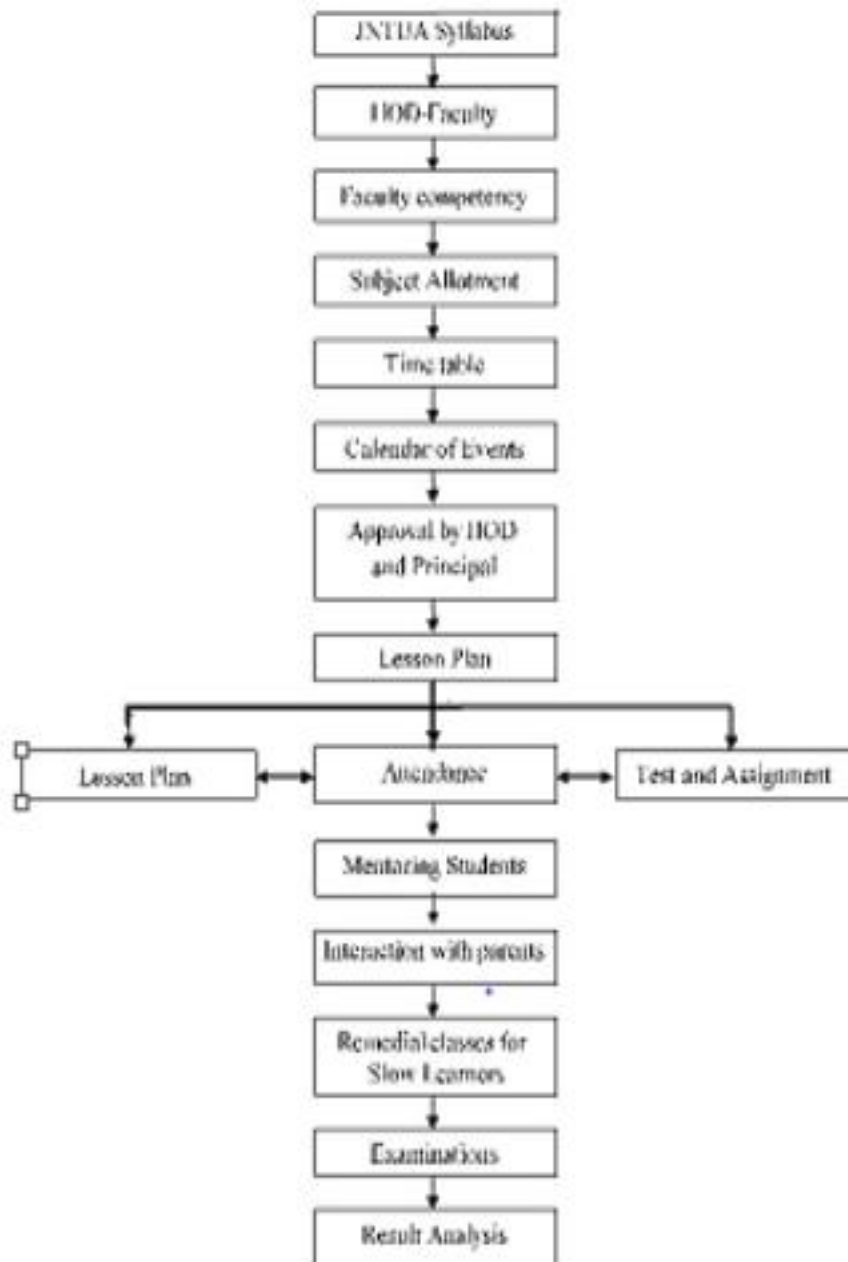 JNTUA Syllabus
HOD-Faculty
Faculty competency
Subject Allotment
Time table
Calendar of Events
Approval by HOD
and Principal
Lesson Plan
Lesson Plan
Attendance
Test and Assignment
Mentoring Students
Interaction with parents
Remedial classes for
Slow Learners
Examinations
Result Analysis